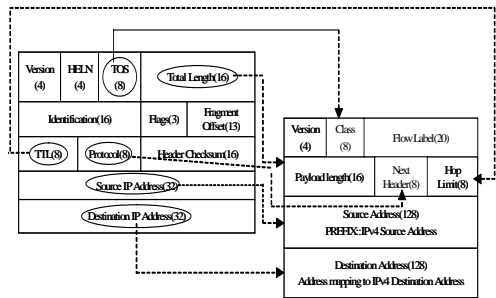 Version HELN TOS Total Length(16)
(4) (4) (8)
Identification(16) Flags(3) Fragment Offset(13)
TTL(8) Protocol(8) Header Checksum(16)
Source IP Address(32)
Destination IP Address(32)
Version Class Flow Label(20)
(4) (8)
Payload length(16) Next Header(8) Hop Limit(8)
Source Address(128)
PREFIX::IPv4 Source Address
Destination Address(128)
Address mapping to IPv4 Destination Address